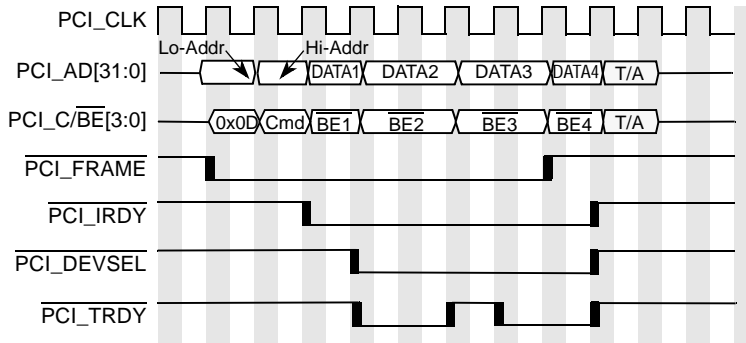 PCI_CLK
Lo-Addr Hi-Addr
PCI_AD[31:0] DATA1 DATA2 DATA3 DATA4 T/A
PCI_C/BE[3:0] 0x0D Cmd BE1 BE2 BE3 BE4 T/A
PCI_FRAME
PCI_IRDY
PCI_DEVSEL
PCI_TRDY